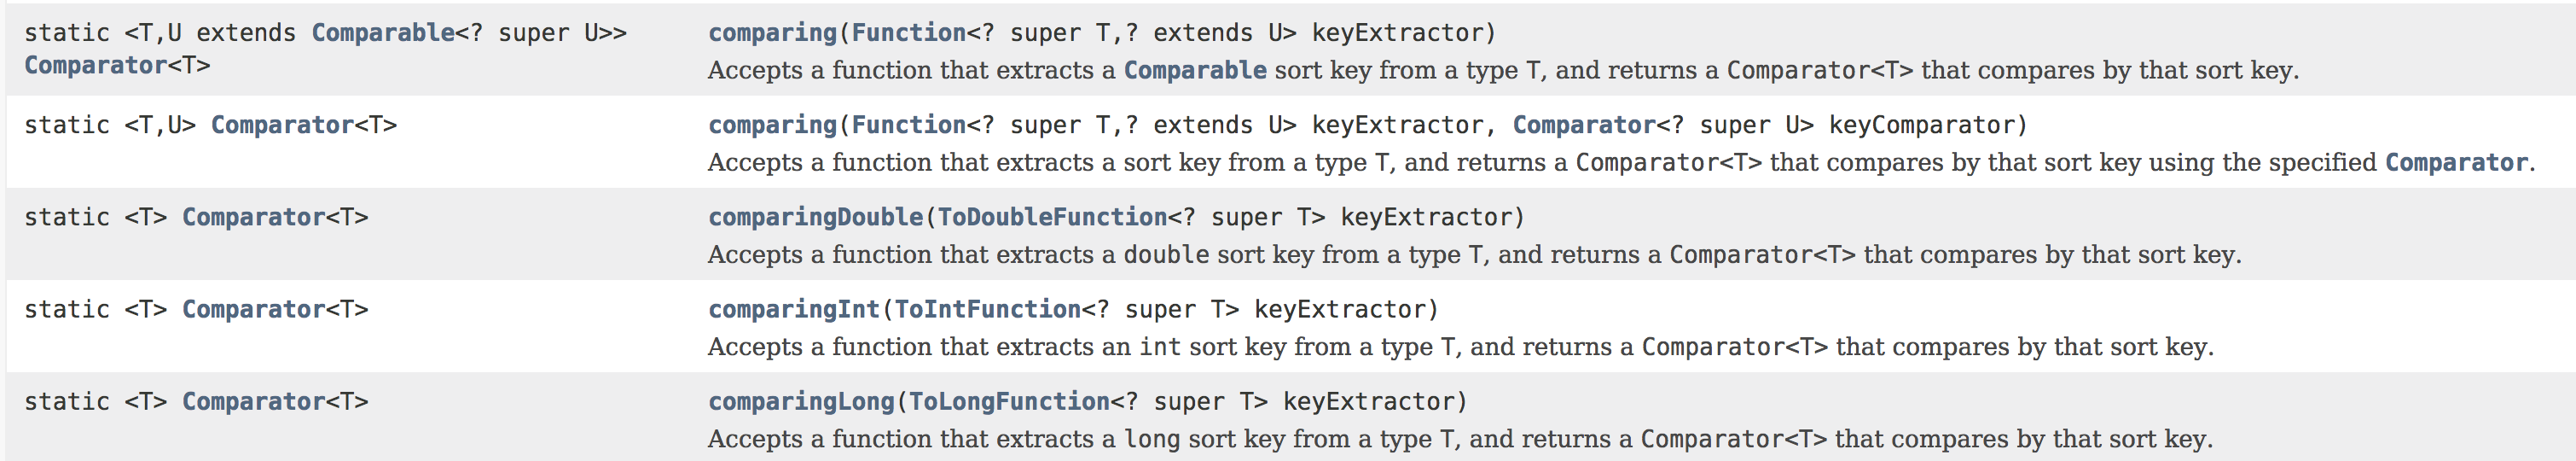 static <T,U extends Comparable<? super U>>
Comparator<T>
comparing(Function<? super T,? extends U> keyExtractor)
Accepts a function that extracts a Comparable sort key from a type T, and returns a Comparator<T> that compares by that sort key.
static <T,U> Comparator<T>
comparing(Function<? super T,? extends U> keyExtractor, Comparator<? super U> keyComparator)
Accepts a function that extracts a sort key from a type T, and returns a Comparator<T> that compares by that sort key using the specified Comparator.
static <T> Comparator<T>
comparingDouble(ToDoubleFunction<? super T> keyExtractor)
Accepts a function that extracts a double sort key from a type T, and returns a Comparator<T> that compares by that sort key.
static <T> Comparator<T>
comparingInt(ToIntFunction<? super T> keyExtractor)
Accepts a function that extracts an int sort key from a type T, and returns a Comparator<T> that compares by that sort key.
static <T> Comparator<T>
comparingLong(ToLongFunction<? super T> keyExtractor)
Accepts a function that extracts a long sort key from a type T, and returns a Comparator<T> that compares by that sort key.